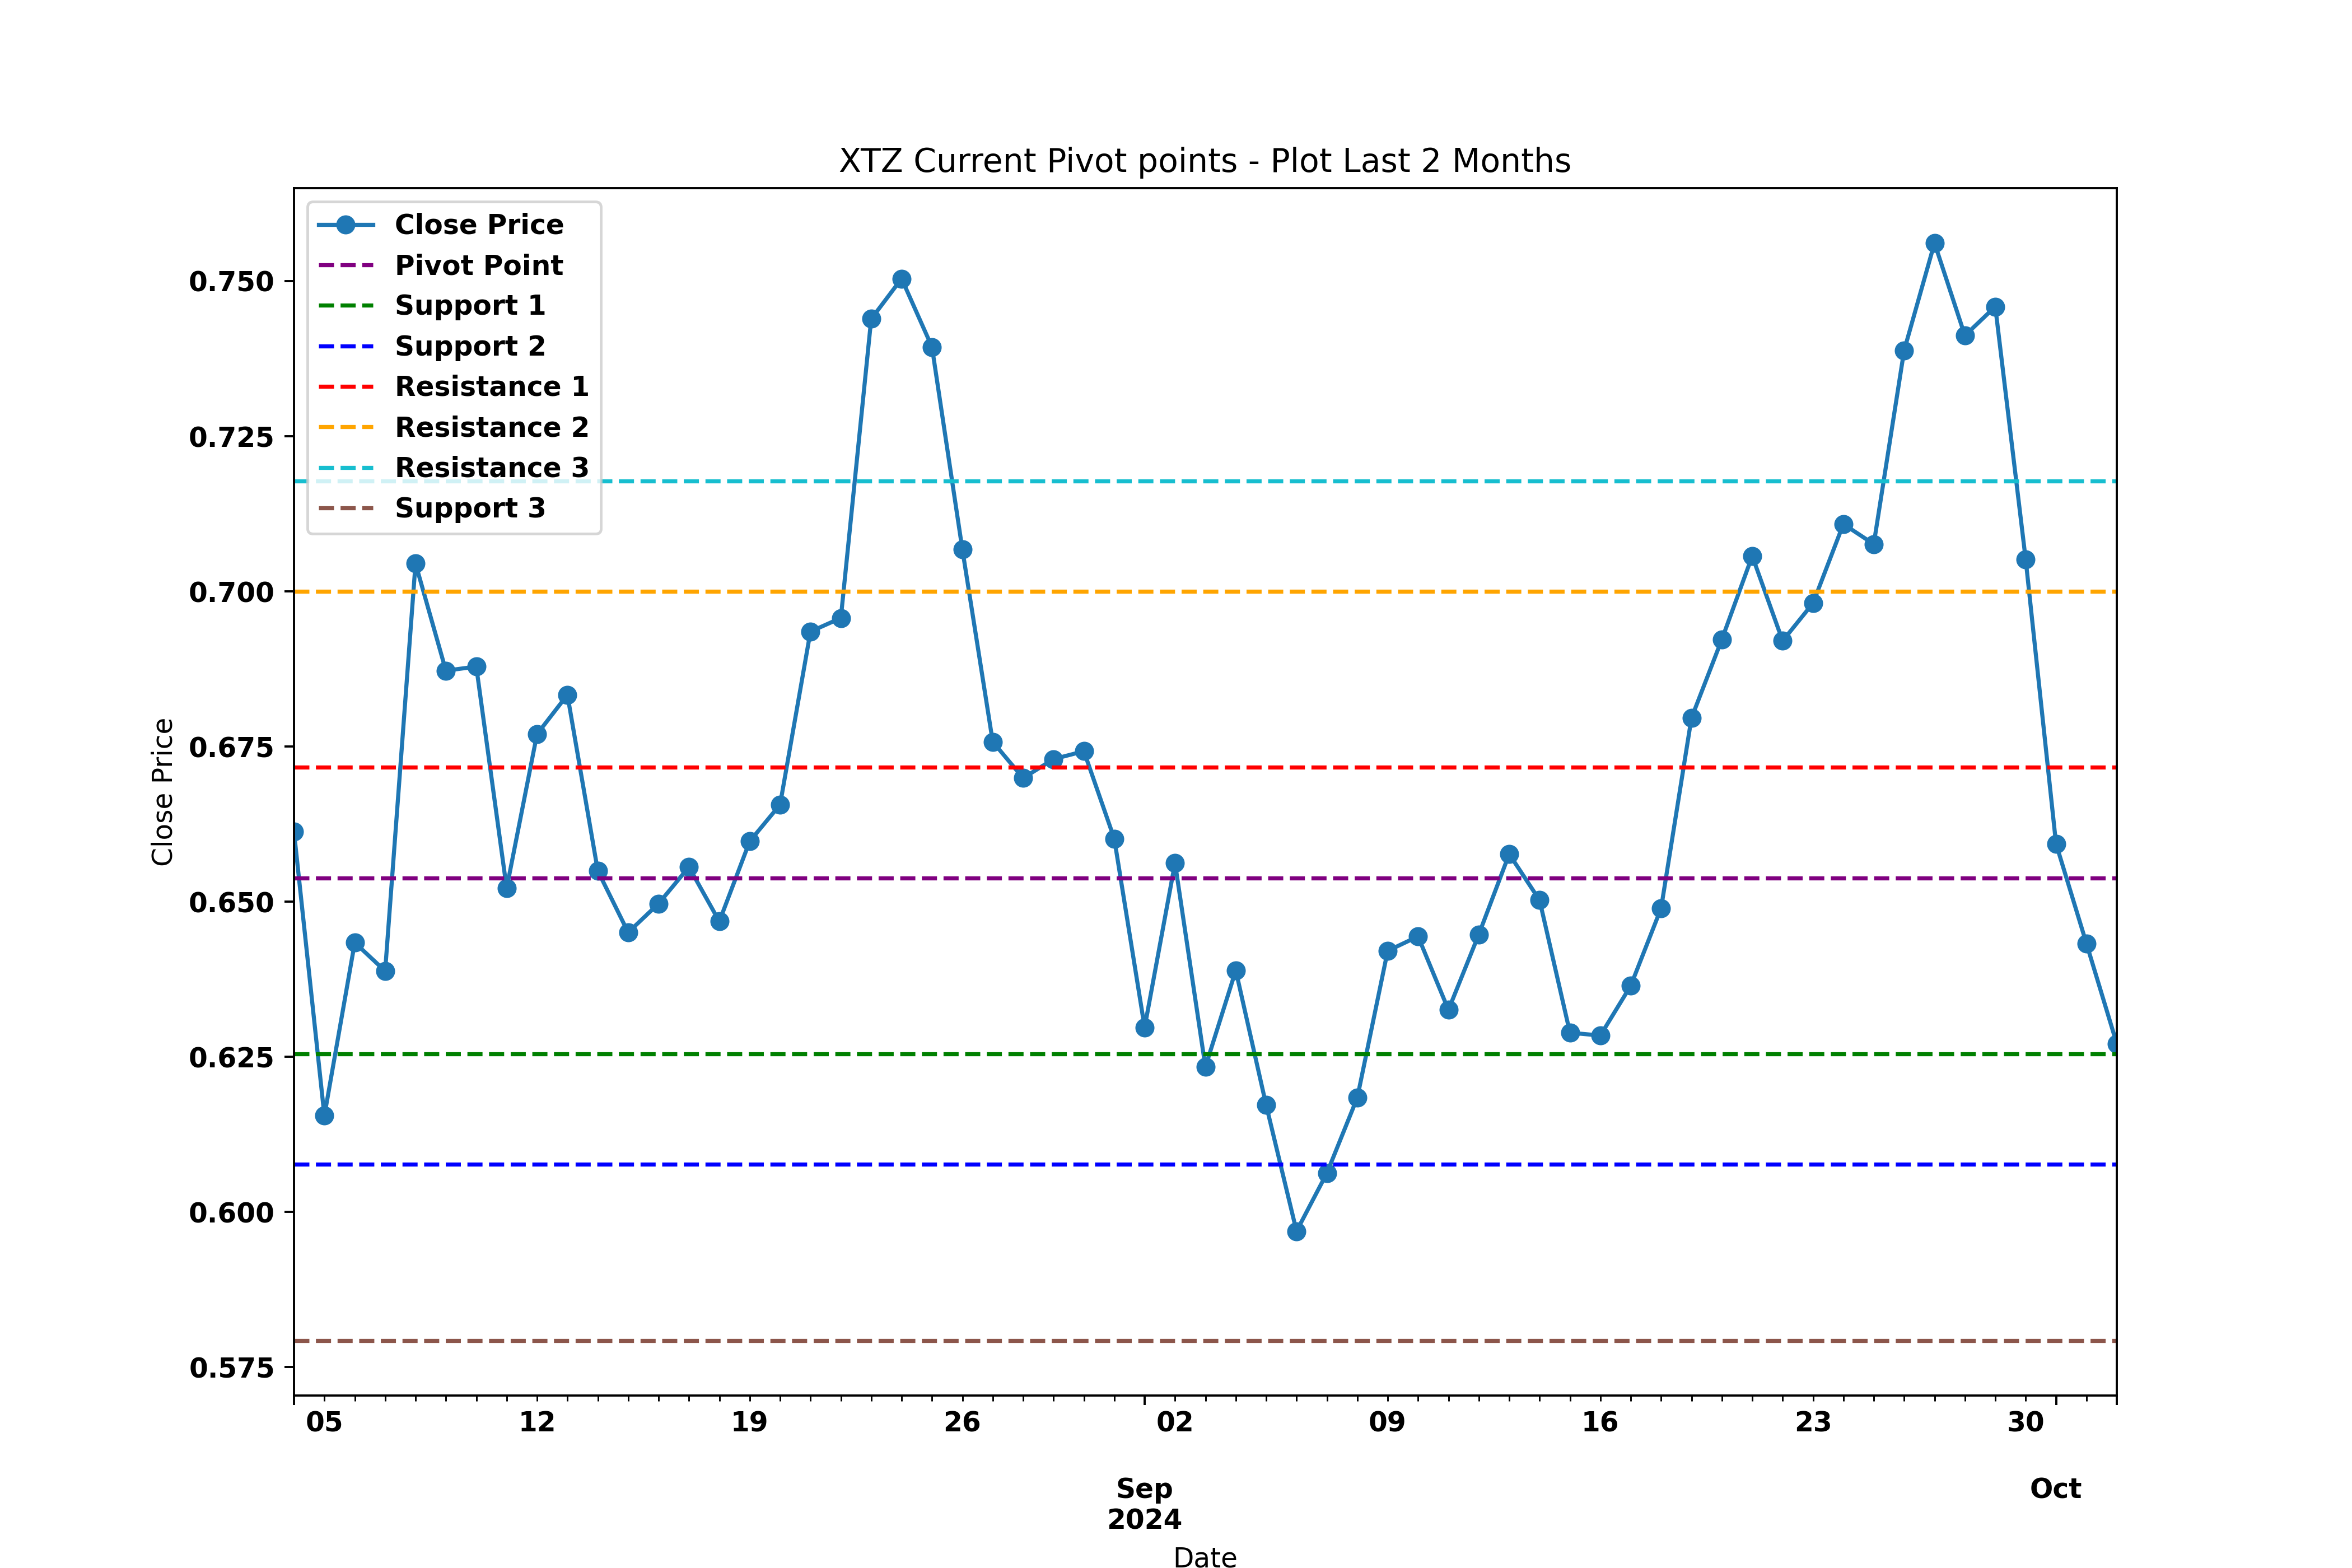 XTZ Current Pivot points - Plot Last 2 Months
Close Price
Pivot Point
Support 1
Support 2
Resistance 1
Resistance 2
Resistance 3
Support 3
Close Price
0.750
0.725
0.700
0.675
0.650
0.625
0.600
0.575
05 12 19 26 02 09 16 23 30
Sep Oct
2024
Date